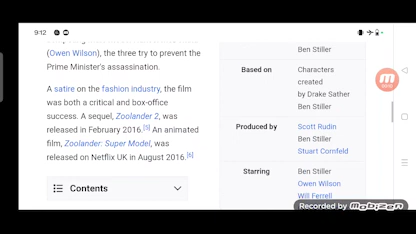 9:12
(Owen Wilson), the three try to prevent the
Prime Minister's assassination.
A satire on the fashion industry, the film
was both a critical and box-office
success. A sequel, Zoolander 2, was
released in February 2016.[5] An animated
film, Zoolander: Super Model, was
released on Netflix UK in August 2016.[6]
Contents
Ben Stiller
Based on
Characters
created
by Drake Sather
Ben Stiller
Produced by
Scott Rudin
Ben Stiller
Stuart Cornfeld
Starring
Ben Stiller
Owen Wilson
Will Ferrell
Recorded by Mobizen